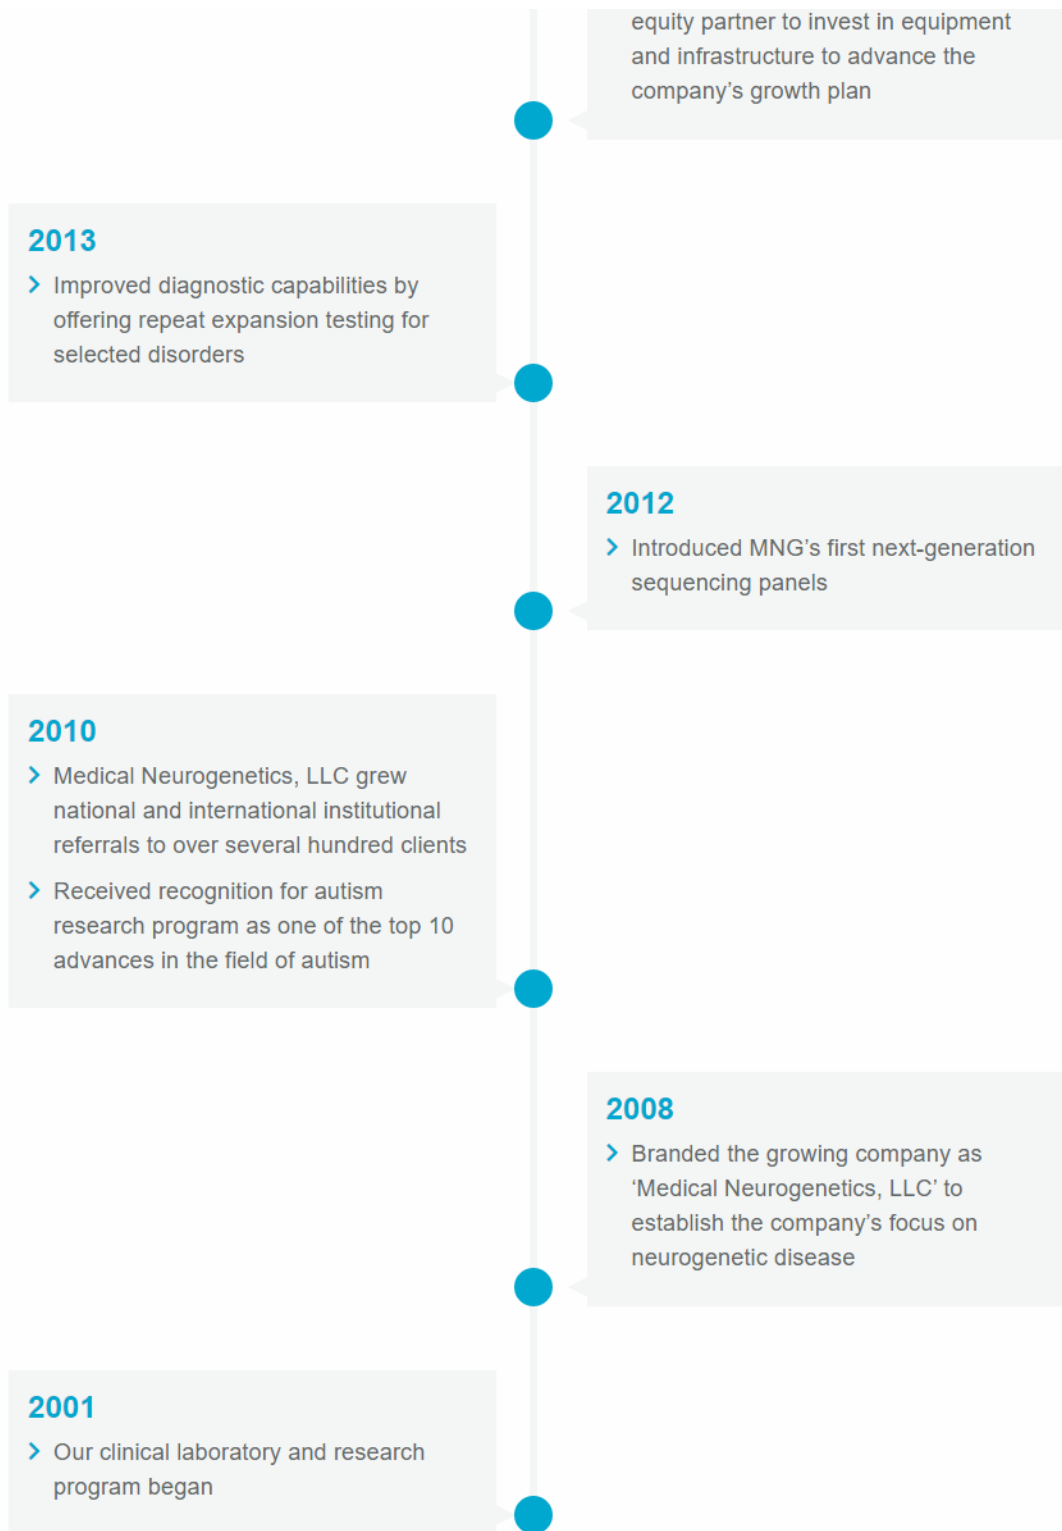 equity partner to invest in equipment
and infrastructure to advance the
company’s growth plan
2013
Improved diagnostic capabilities by
offering repeat expansion testing for
selected disorders
2012
Introduced MNG’s first next-generation
sequencing panels
2010
Medical Neurogenetics, LLC grew
national and international institutional
referrals to over several hundred clients
Received recognition for autism
research program as one of the top 10
advances in the field of autism
2008
Branded the growing company as
‘Medical Neurogenetics, LLC’ to
establish the company’s focus on
neurogenetic disease
2001
Our clinical laboratory and research
program began